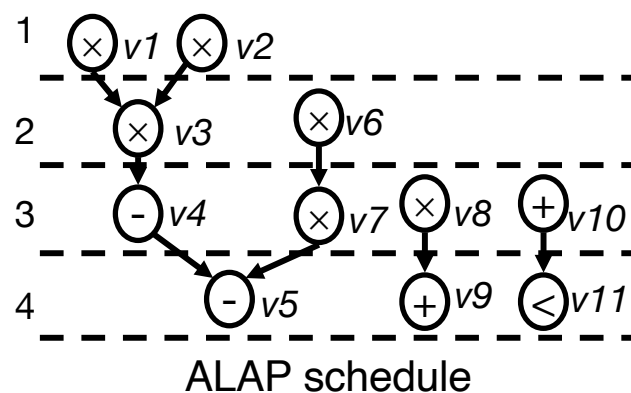 1 × v1 × v2
2 × v3 × v6
3 - v4 × v7 × v8 + v10
4 - v5 + v9 < v11
ALAP schedule